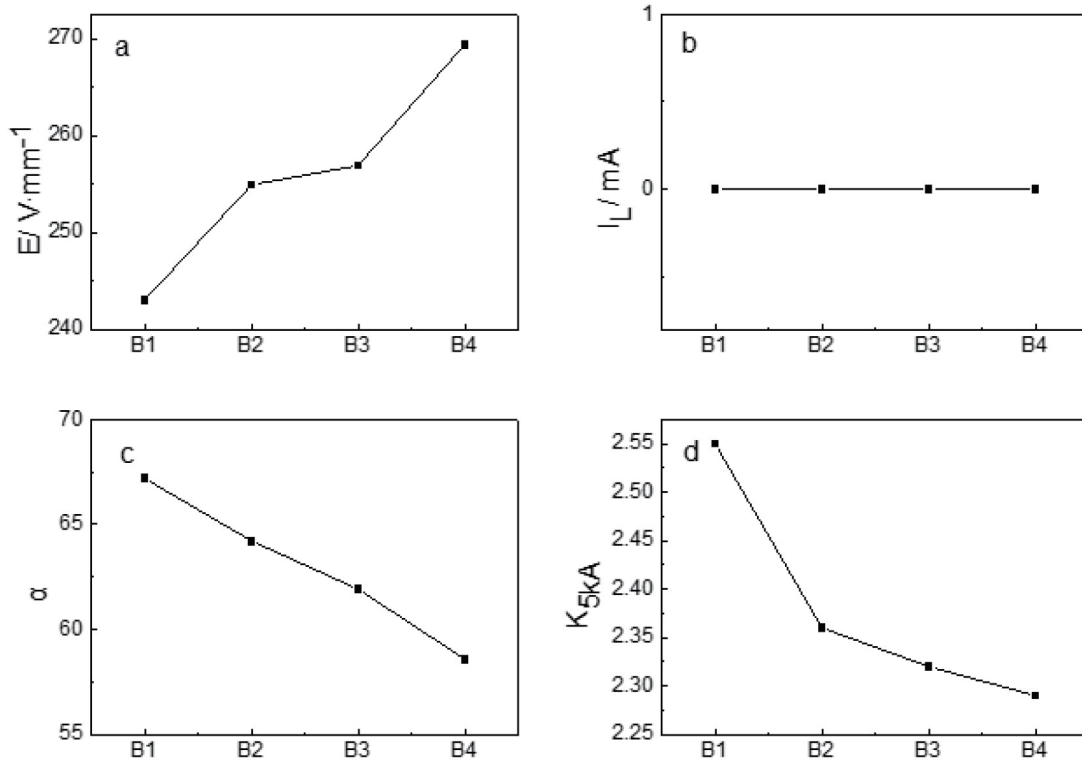 a
E/ V·mm⁻¹
270
260
250
240
B1 B2 B3 B4
b
I_L/ mA
1
0
B1 B2 B3 B4
c
α
70
65
60
55
B1 B2 B3 B4
d
K_5kA
2.55
2.50
2.45
2.40
2.35
2.30
2.25
B1 B2 B3 B4